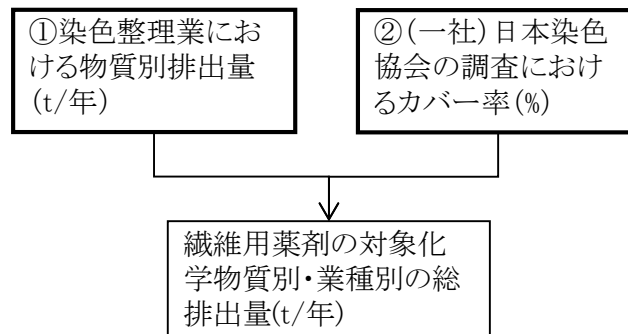 ①染色整理業にお
ける物質別排出量
(t/年)
②(一社)日本染色
協会の調査におけ
るカバー率(%)
繊維用薬剤の対象化
学物質別・業種別の総
排出量(t/年)